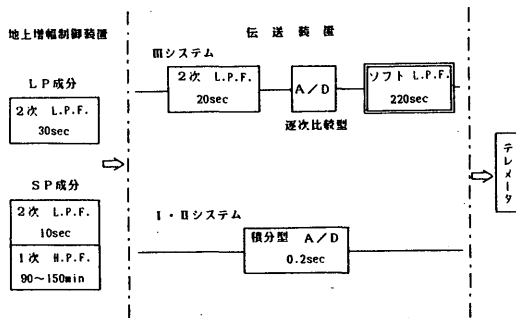 地上増幅制御装置
伝送装置
Ⅲシステム
LP成分
2次 L.P.F.
30sec
2次 L.P.F.
20sec
A/D
逐次比較型
ソフト L.P.F.
220sec
SP成分
2次 L.P.F.
10sec
1次 H.P.F.
90～150min
Ⅰ・Ⅱシステム
積分型 A/D
0.2sec
テレメータ